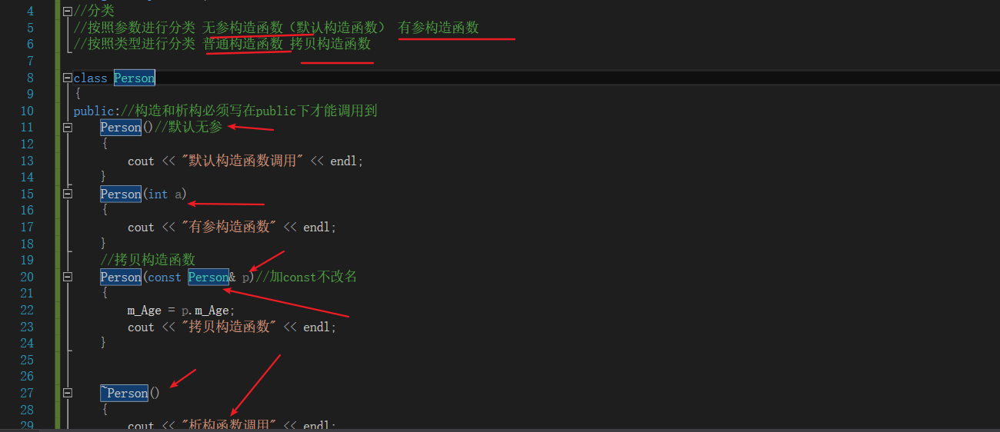 4 //分类
5 //按照参数进行分类 无参构造函数（默认构造函数） 有参构造函数
6 //按照类型进行分类 普通构造函数 拷贝构造函数
7
8 class Person
9 {
10 public://构造和析构必须写在public下才能调用到
11 Person()//默认无参
12 {
13 cout << "默认构造函数调用" << endl;
14 }
15 Person(int a)
16 {
17 cout << "有参构造函数" << endl;
18 }
19 //拷贝构造函数
20 Person(const Person& p)//加const不改名
21 {
22 m_Age = p.m_Age;
23 cout << "拷贝构造函数" << endl;
24 }
25
26
27 ~Person()
28 {
29 cout << "析构函数调用" << endl;